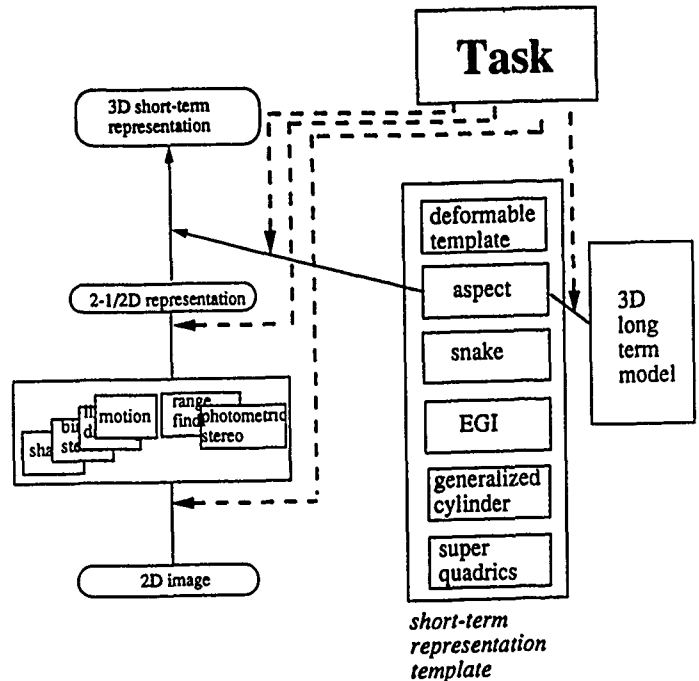 Task
3D short-term
representation
deformable
template
2-1/2D representation
aspect
3D
long
term
model
snake
motion
range
photometric
stereo
EGI
generalized
cylinder
2D image
super
quadrics
short-term
representation
template